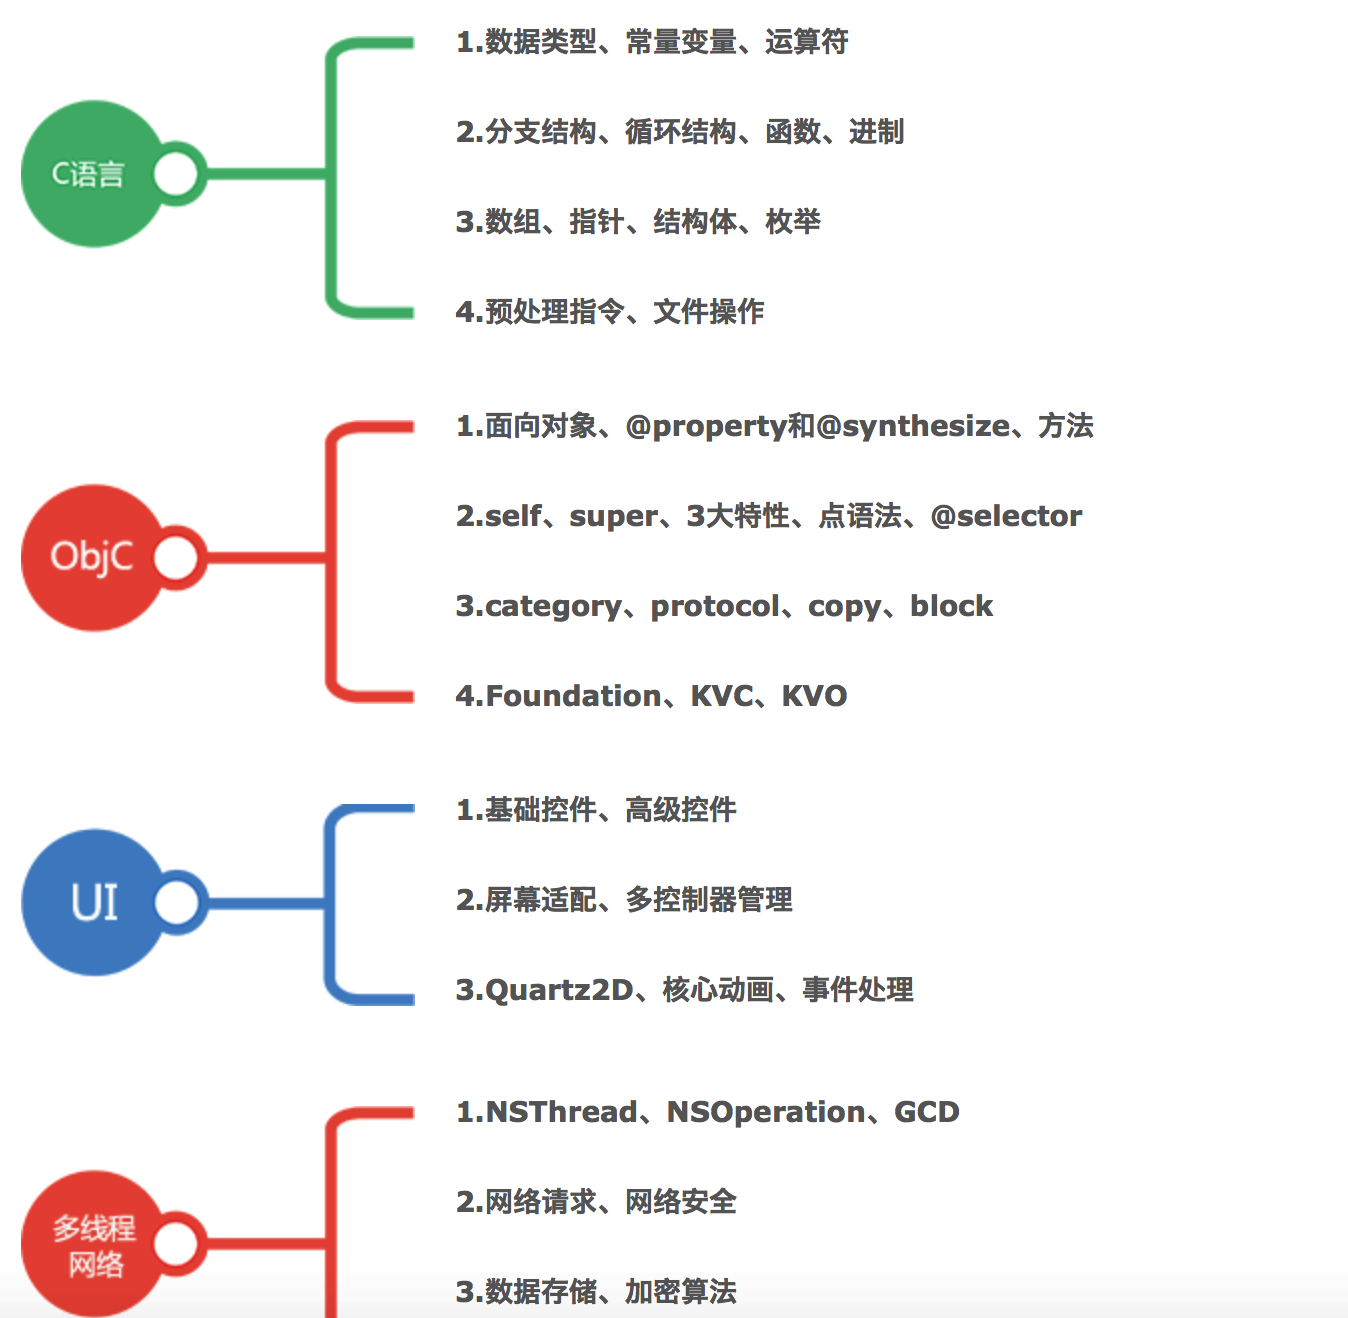 C语言
1.数据类型、常量变量、运算符
2.分支结构、循环结构、函数、进制
3.数组、指针、结构体、枚举
4.预处理指令、文件操作
ObjC
1.面向对象、@property和@synthesize、方法
2.self、super、3大特性、点语法、@selector
3.category、protocol、copy、block
4.Foundation、KVC、KVO
UI
1.基础控件、高级控件
2.屏幕适配、多控制器管理
3.Quartz2D、核心动画、事件处理
多线程
网络
1.NSThread、NSOperation、GCD
2.网络请求、网络安全
3.数据存储、加密算法